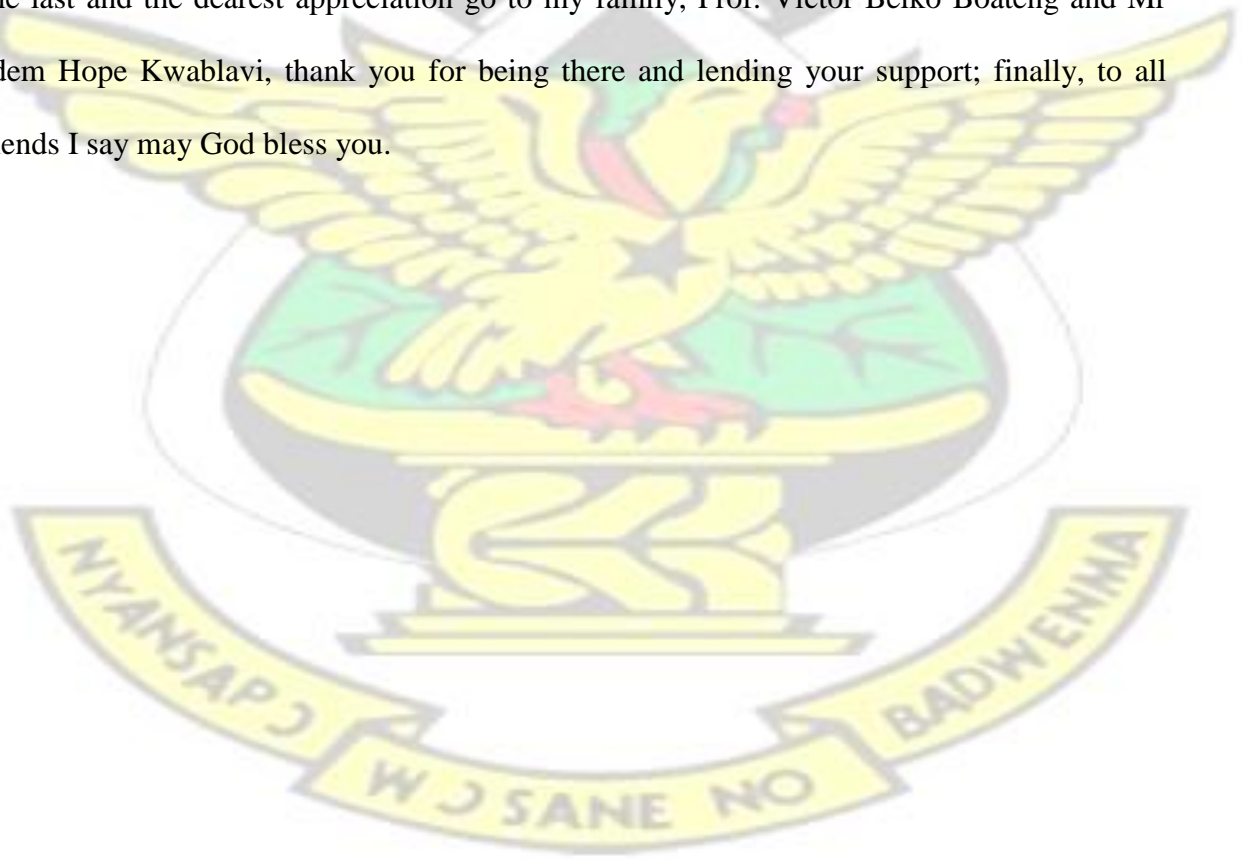 last and the dearest appreciation go to my family, Prof. Victor Beiko Boateng and Mr
dem Hope Kwablavi, thank you for being there and lending your support; finally, to all
ends I say may God bless you.
NYANSAPƆ
WƆSANE NO
BADWENMA